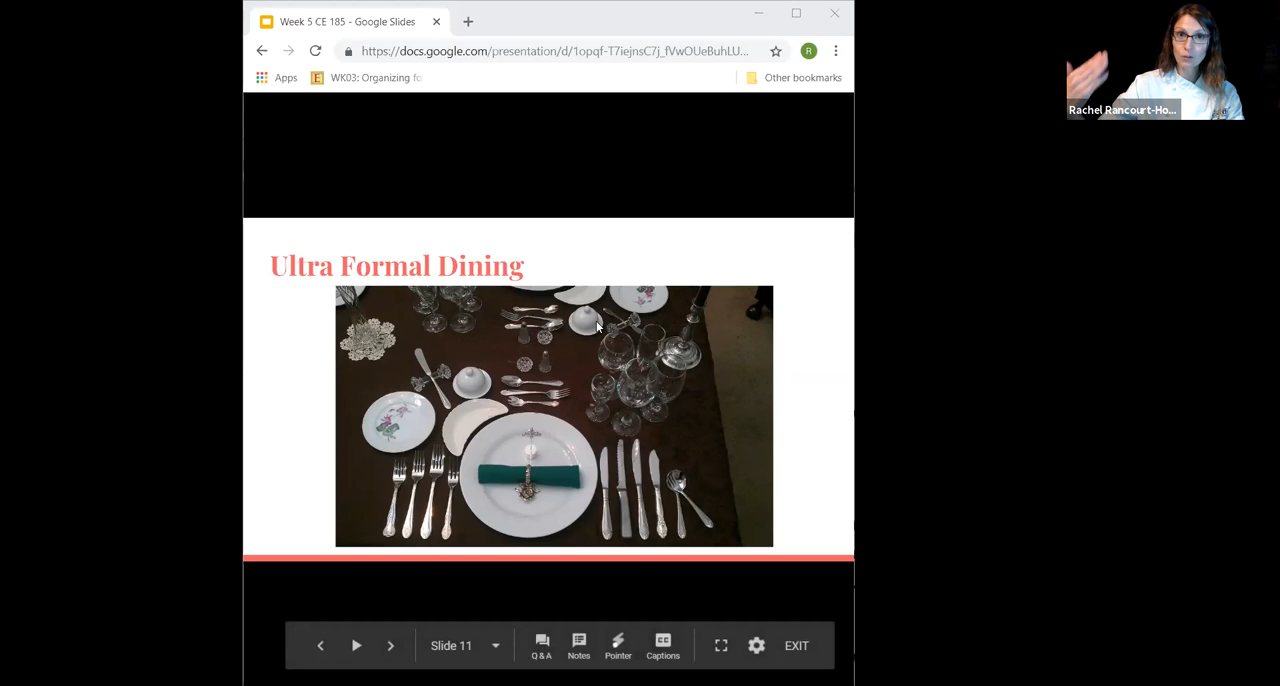 Week 5 CE 185 - Google Slides
https://docs.google.com/presentation/d/1opqf-T7iejnsC7j_fVwOUeBuhLU...
R
Apps
E
WK03: Organizing fo
Other bookmarks
Rachel Rancourt-Ho...
Ultra Formal Dining
Slide 11
Q & A
Notes
Pointer
CC
Captions
EXIT